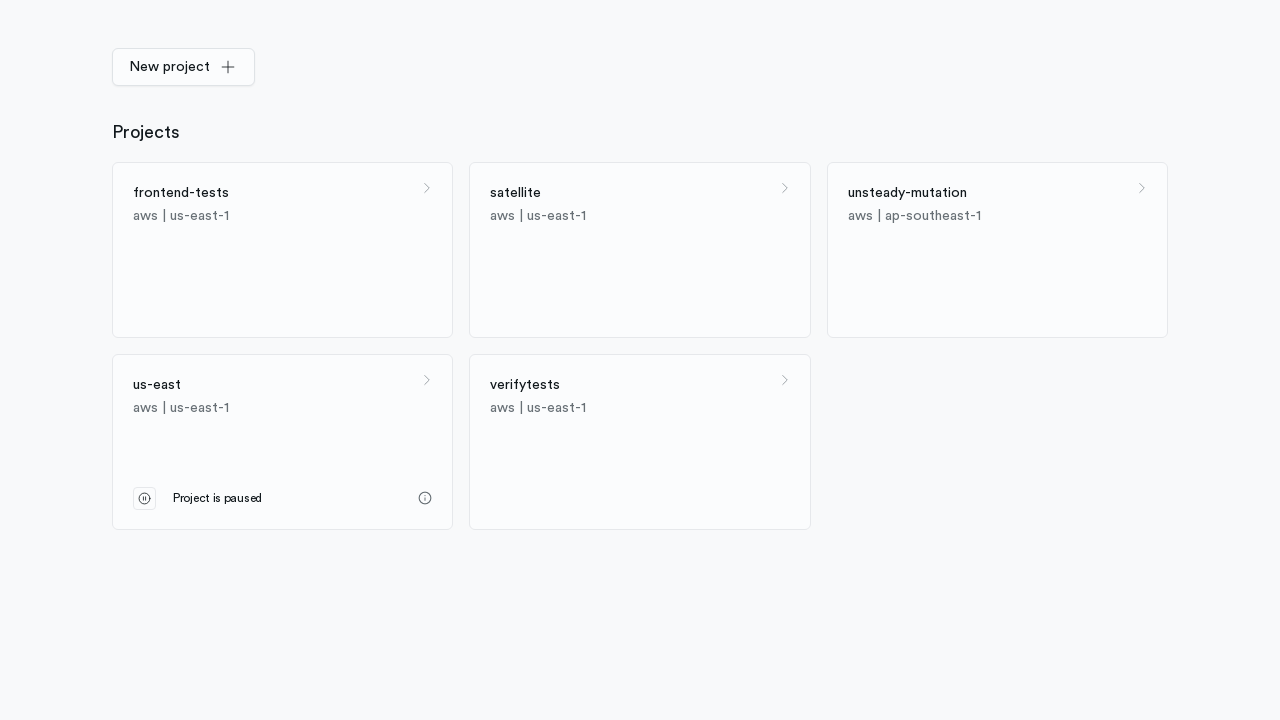 New project
Projects
frontend-tests
aws | us-east-1
satellite
aws | us-east-1
unsteady-mutation
aws | ap-southeast-1
us-east
aws | us-east-1
Project is paused
verifytests
aws | us-east-1